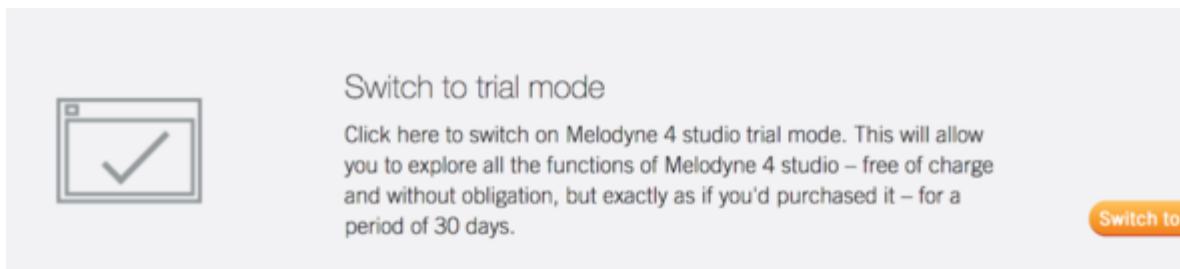 Switch to trial mode
Click here to switch on Melodyne 4 studio trial mode. This will allow
you to explore all the functions of Melodyne 4 studio – free of charge
and without obligation, but exactly as if you'd purchased it – for a
period of 30 days.
Switch to